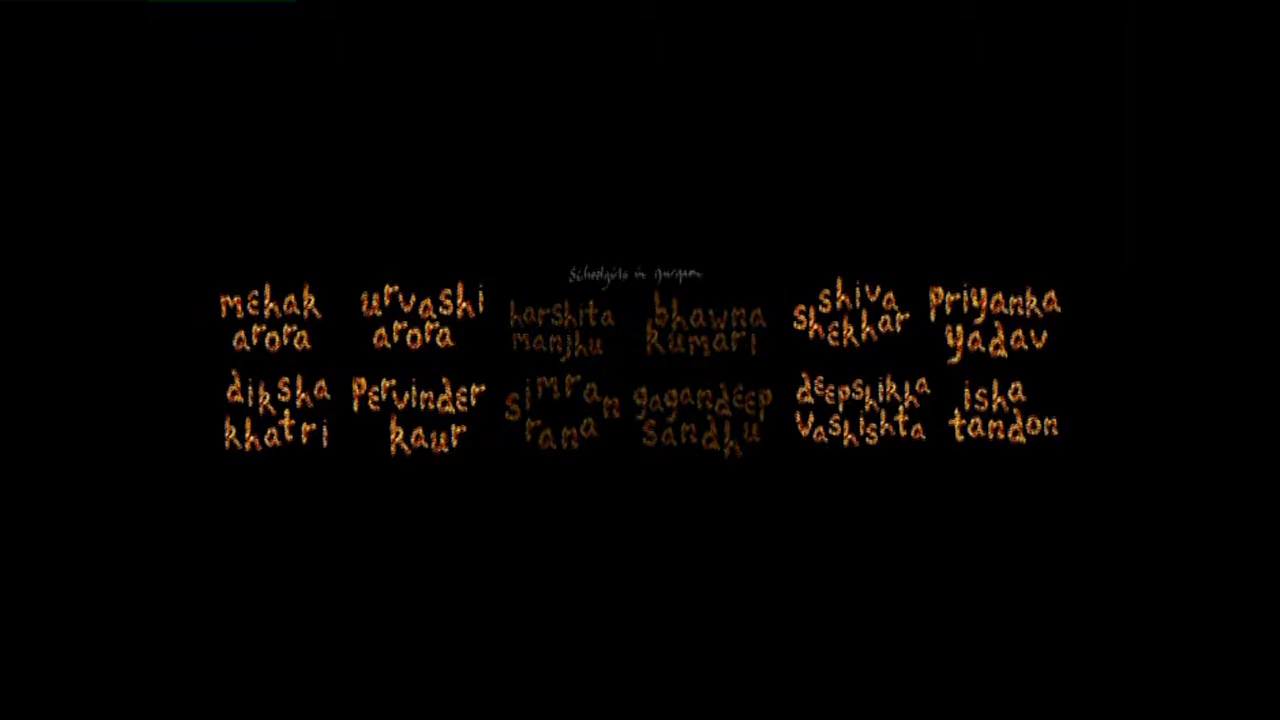 Schoolgirls in gurgaon
mehak arora
urvashi arora
harshita manjhu
bhawna kumari
shiva shekhar
priyanka yadav
diksha khatri
pervinder kaur
simran rana
gagandeep sandhu
deepshikha vashishta
isha tandon